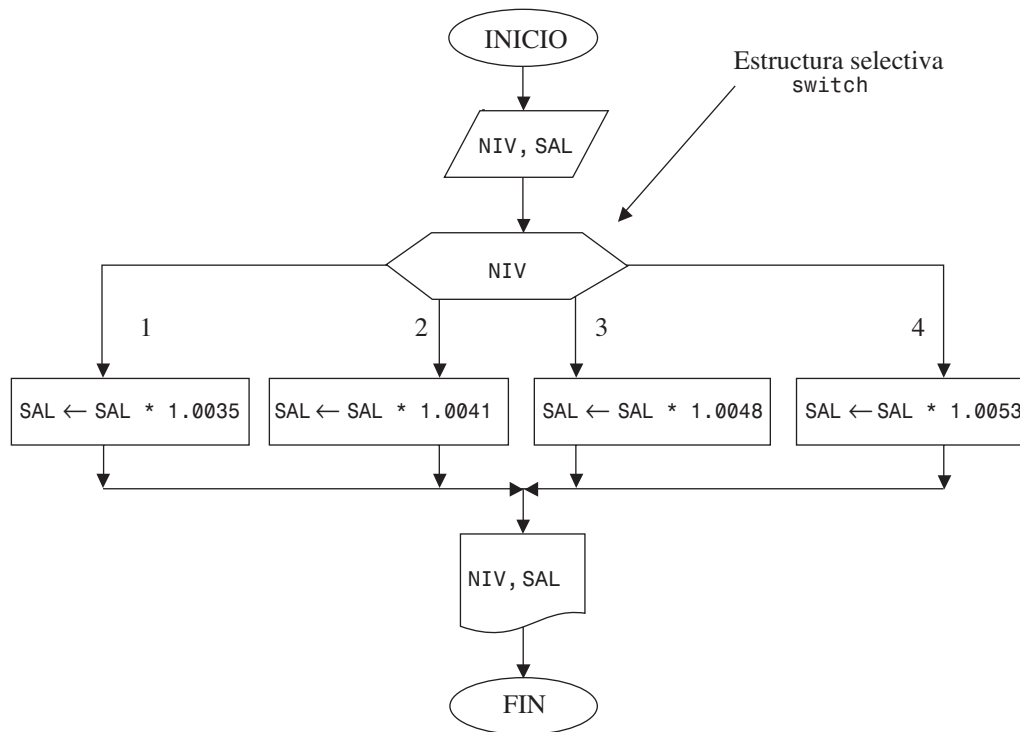 INICIO
Estructura selectiva
switch
NIV, SAL
NIV
1
2
3
4
SAL ← SAL * 1.0035
SAL ← SAL * 1.0041
SAL ← SAL * 1.0048
SAL ← SAL * 1.0053
NIV, SAL
FIN